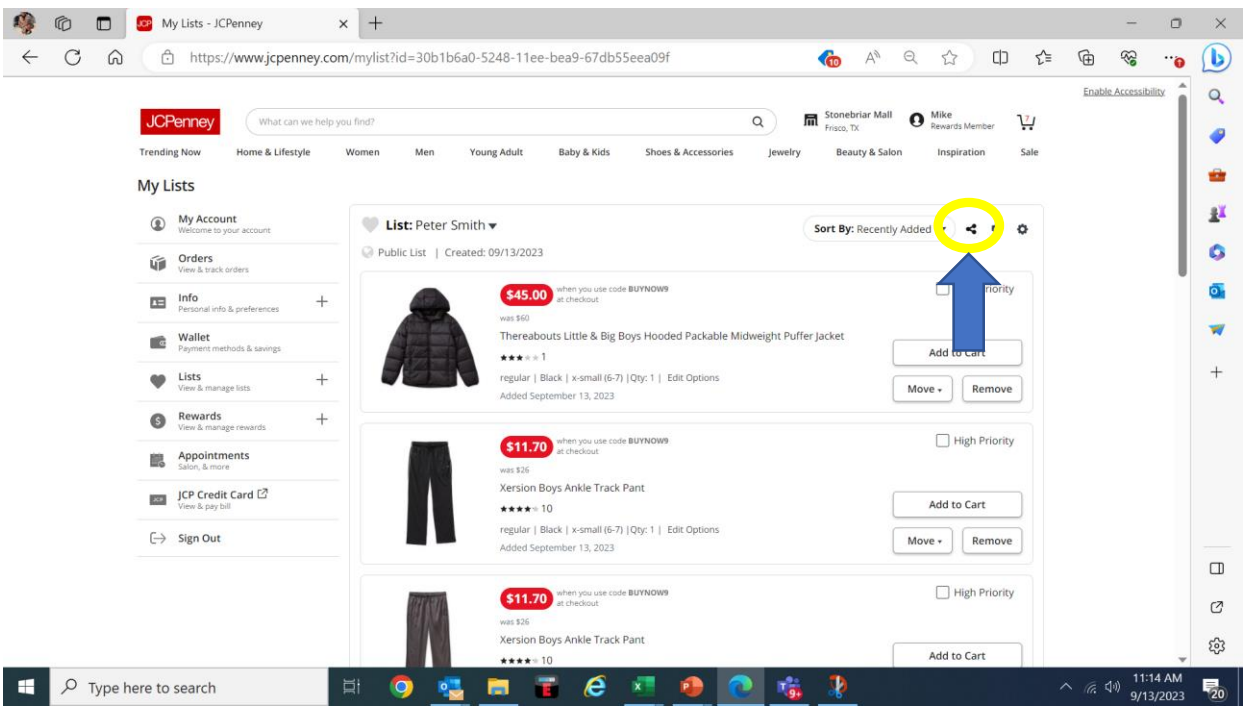 My Lists - JCPenney
https://www.jcpenney.com/mylist?id=30b1b6a0-5248-11ee-bea9-67db55eea09f
10
Enable Accessibility
JCPenney
What can we help you find?
Stonebriar Mall
Frisco, TX
Mike
Rewards Member
7
Trending Now Home & Lifestyle Women Men Young Adult Baby & Kids Shoes & Accessories Jewelry Beauty & Salon Inspiration Sale
My Lists
My Account
Welcome to your account
Orders
View & track orders
Info
Personal info & preferences
Wallet
Payment methods & savings
Lists
View & manage lists
Rewards
View & manage rewards
Appointments
Salon, & more
JCP Credit Card
View & pay bill
Sign Out
List: Peter Smith
Sort By: Recently Added
Public List | Created: 09/13/2023
$45.00 when you use code BUYNOW9
at checkout
was $60
Thereabouts Little & Big Boys Hooded Packable Midweight Puffer Jacket
★★★☆☆ 1
regular | Black | x-small (6-7) |Qty: 1 | Edit Options
Added September 13, 2023
Add to Cart
Move Remove
$11.70 when you use code BUYNOW9
at checkout
High Priority
was $26
Xersion Boys Ankle Track Pant
★★★★☆ 10
regular | Black | x-small (6-7) |Qty: 1 | Edit Options
Added September 13, 2023
Add to Cart
Move Remove
$11.70 when you use code BUYNOW9
at checkout
High Priority
was $26
Xersion Boys Ankle Track Pant
★★★★☆ 10
Add to Cart
Type here to search
11:14 AM
9/13/2023
20